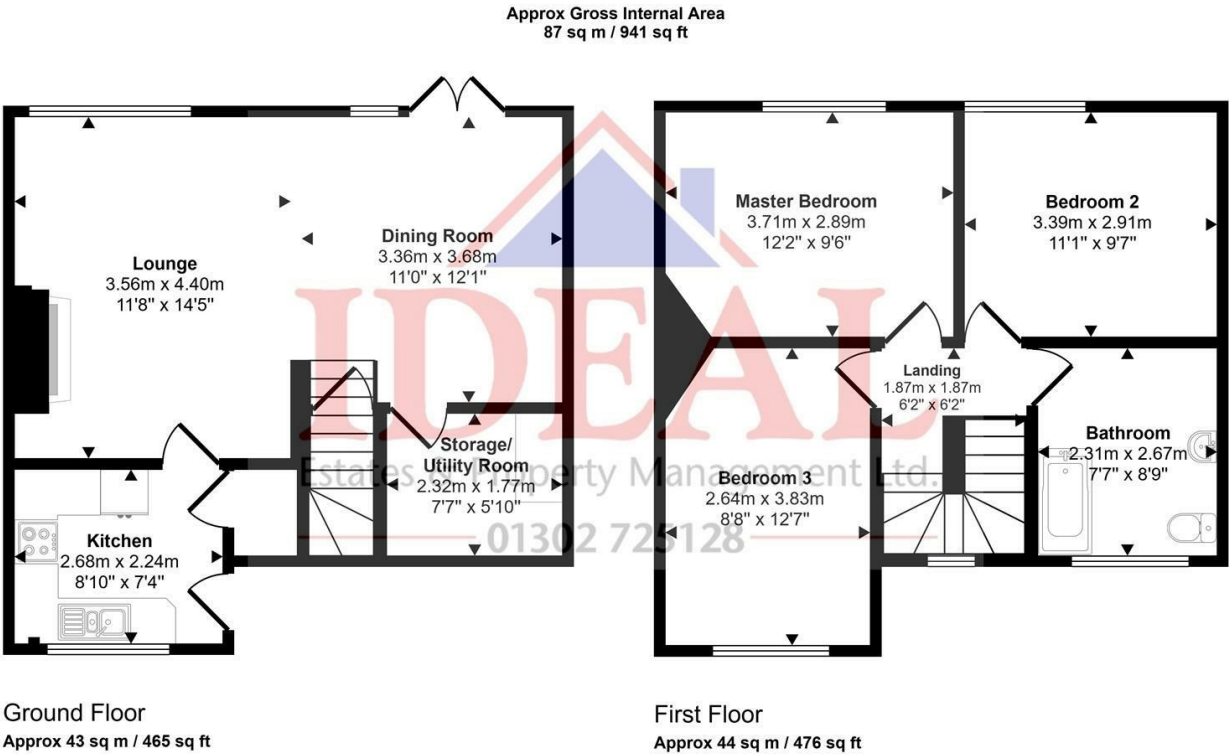 Approx Gross Internal Area
87 sq m / 941 sq ft
Lounge
3.56m x 4.40m
11'8" x 14'5"
Dining Room
3.36m x 3.68m
11'0" x 12'1"
Storage/
Utility Room
2.32m x 1.77m
7'7" x 5'10"
Kitchen
2.68m x 2.24m
8'10" x 7'4"
Ground Floor
Approx 43 sq m / 465 sq ft
Master Bedroom
3.71m x 2.89m
12'2" x 9'6"
Bedroom 2
3.39m x 2.91m
11'1" x 9'7"
Landing
1.87m x 1.87m
6'2" x 6'2"
Bathroom
2.31m x 2.67m
7'7" x 8'9"
Bedroom 3
2.64m x 3.83m
8'8" x 12'7"
First Floor
Approx 44 sq m / 476 sq ft
IDEAL
Estates & Property Management Ltd.
01302 725128